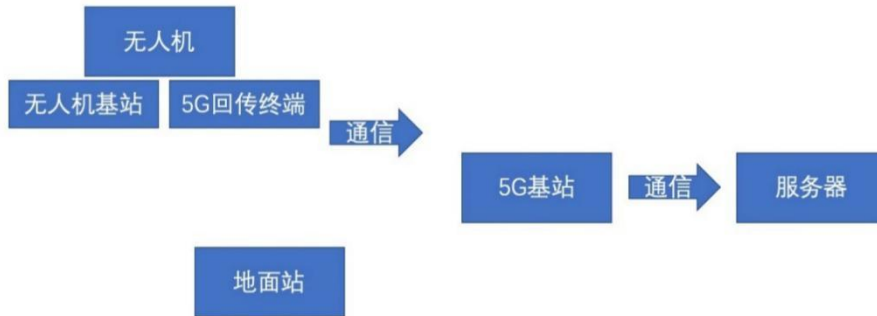 无人机
无人机基站
5G回传终端
通信
5G基站
通信
服务器
地面站